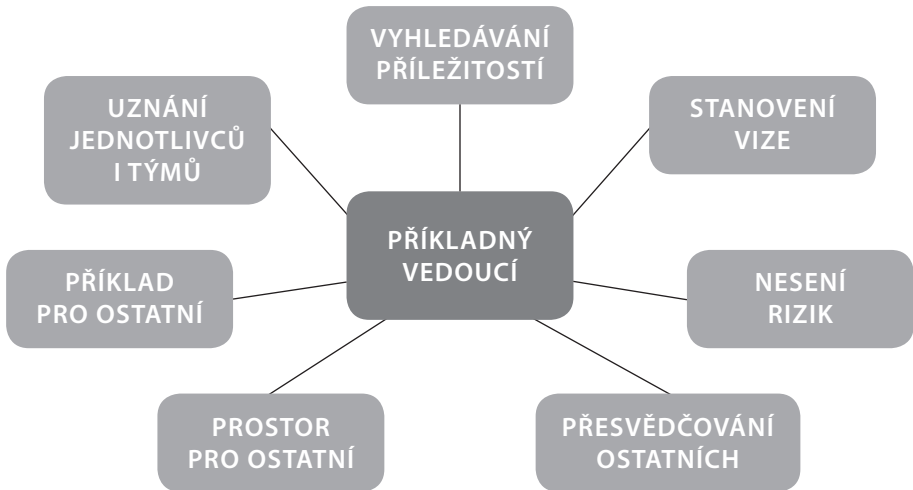 VYHLEDÁVÁNÍ
PŘÍLEŽITOSTÍ
UZNÁNÍ
JEDNOTLIVCŮ
I TÝMŮ
STANOVENÍ
VIZE
PŘÍKLADNÝ
VEDOUCÍ
PŘÍKLAD
PRO OSTATNÍ
NESENÍ
RIZIK
PROSTOR
PRO OSTATNÍ
PŘESVĚDČOVÁNÍ
OSTATNÍCH